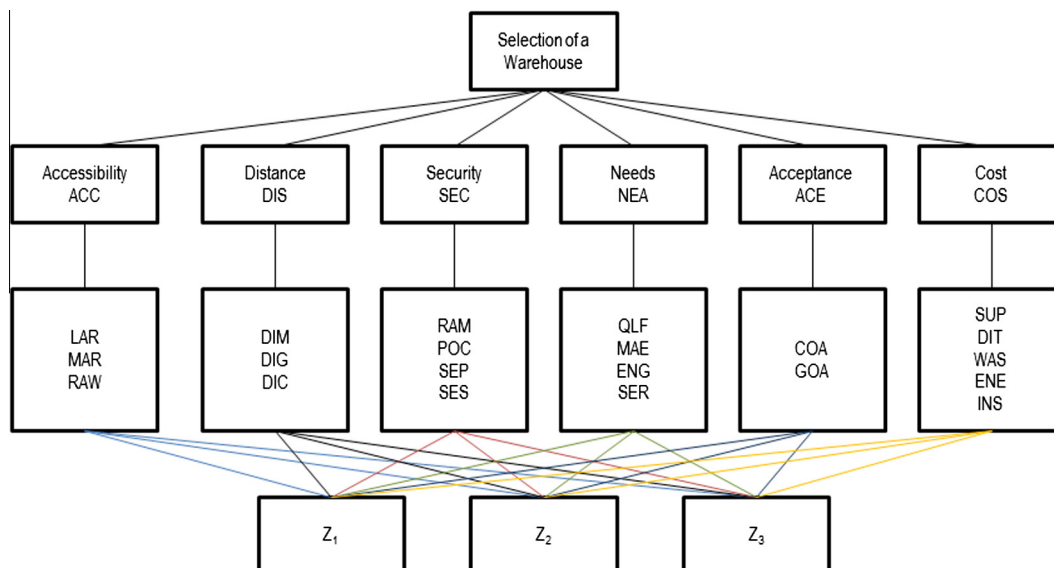 Selection of a
Warehouse
Accessibility
ACC
Distance
DIS
Security
SEC
Needs
NEA
Acceptance
ACE
Cost
COS
LAR
MAR
RAW
DIM
DIG
DIC
RAM
POC
SEP
SES
QLF
MAE
ENG
SER
COA
GOA
SUP
DIT
WAS
ENE
INS
Z₁
Z₂
Z₃